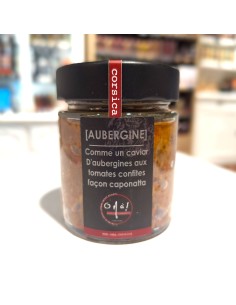 corsica
[AUBERGINE]
Comme un caviar
D'aubergines aux
tomates confites
façon caponatta